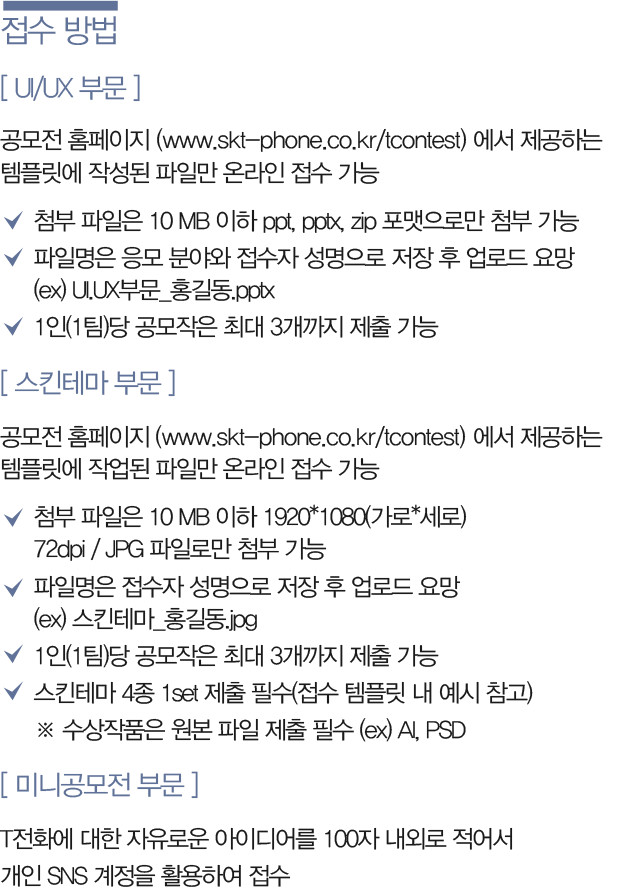 접수 방법
[ UI/UX 부문 ]
공모전 홈페이지 (www.skt-phone.co.kr/tcontest) 에서 제공하는
템플릿에 작성된 파일만 온라인 접수 가능
첨부 파일은 10 MB 이하 ppt, pptx, zip 포맷으로만 첨부 가능
파일명은 응모 분야와 접수자 성명으로 저장 후 업로드 요망
(ex) UI.UX부문_홍길동.pptx
1인(1팀)당 공모작은 최대 3개까지 제출 가능
[ 스킨테마 부문 ]
공모전 홈페이지 (www.skt-phone.co.kr/tcontest) 에서 제공하는
템플릿에 작업된 파일만 온라인 접수 가능
첨부 파일은 10 MB 이하 1920*1080(가로*세로)
72dpi / JPG 파일로만 첨부 가능
파일명은 접수자 성명으로 저장 후 업로드 요망
(ex) 스킨테마_홍길동.jpg
1인(1팀)당 공모작은 최대 3개까지 제출 가능
스킨테마 4종 1set 제출 필수(접수 템플릿 내 예시 참고)
※ 수상작품은 원본 파일 제출 필수 (ex) AI, PSD
[ 미니공모전 부문 ]
T전화에 대한 자유로운 아이디어를 100자 내외로 적어서
개인 SNS 계정을 활용하여 접수